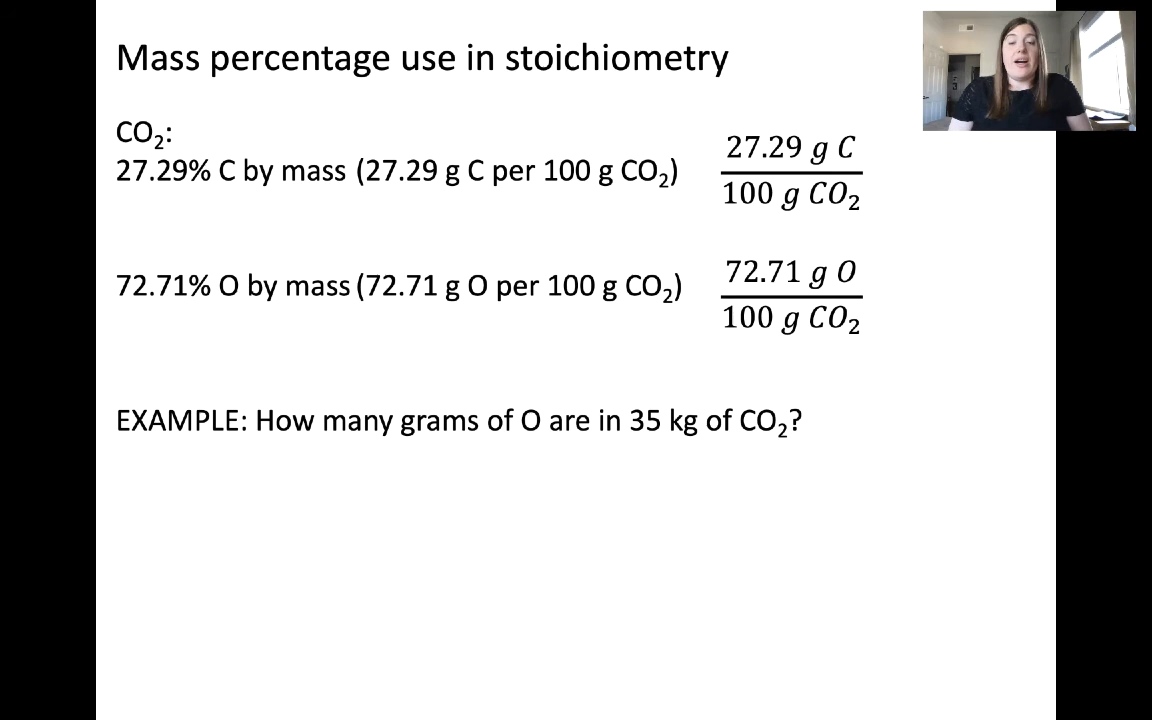 Mass percentage use in stoichiometry
CO₂:
27.29% C by mass (27.29 g C per 100 g CO₂)
27.29 g C
100 g CO₂
72.71% O by mass (72.71 g O per 100 g CO₂)
72.71 g O
100 g CO₂
EXAMPLE: How many grams of O are in 35 kg of CO₂?